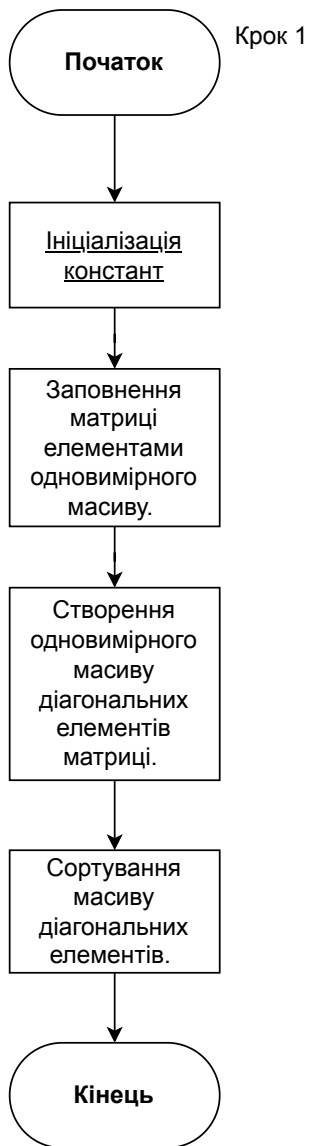 Початок
Крок 1
Ініціалізація
констант
Заповнення
матриці
елементами
одновимірного
масиву.
Створення
одновимірного
масиву
діагональних
елементів
матриці.
Сортування
масиву
діагональних
елементів.
Кінець